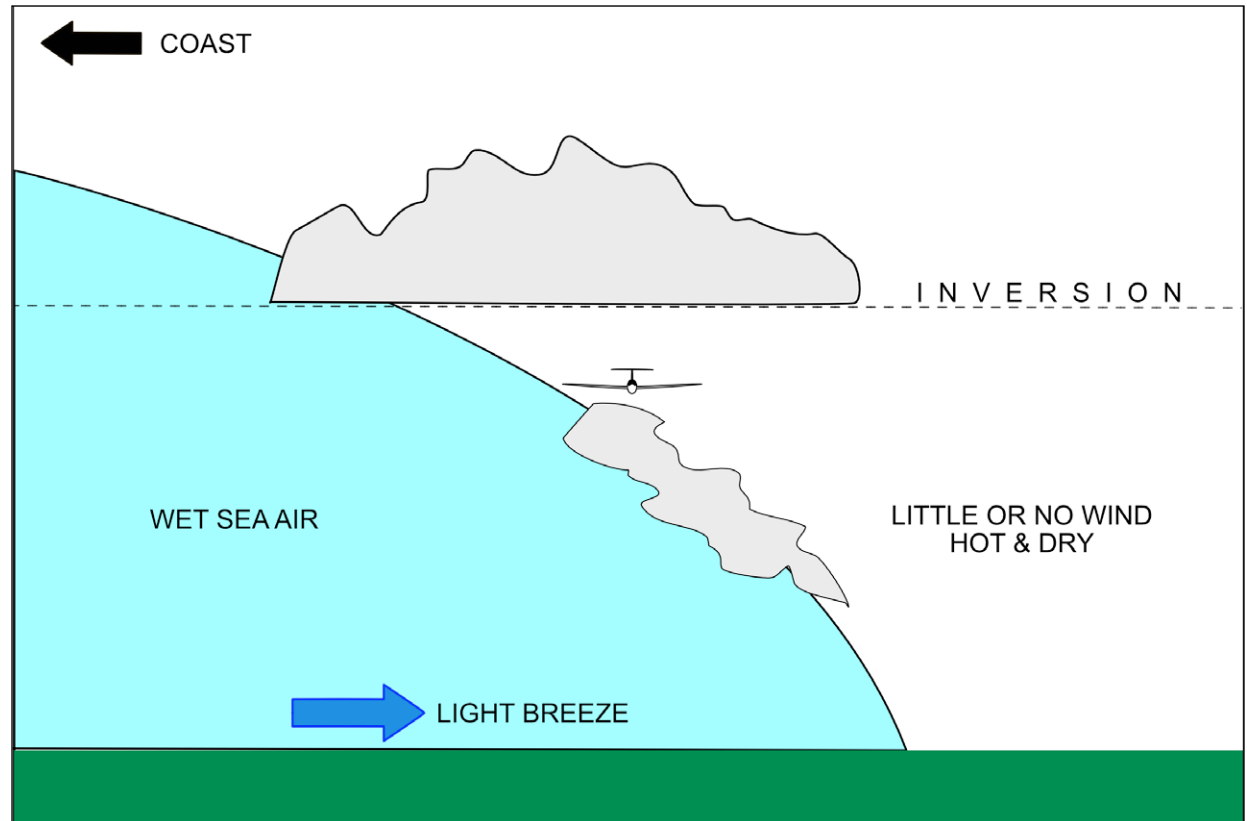 COAST
INVERSION
WET SEA AIR
LITTLE OR NO WIND
HOT & DRY
LIGHT BREEZE